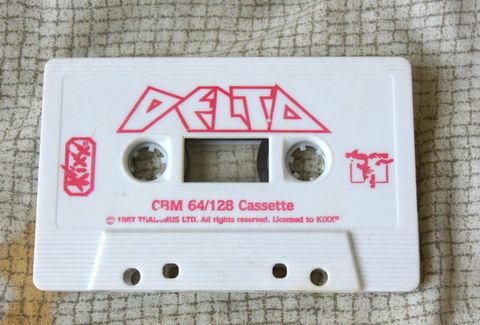 DELTA
KIXX
CBM 64/128 Cassette
© 1987 THALAMUS LTD. All rights reserved. Licensed to KIXX®